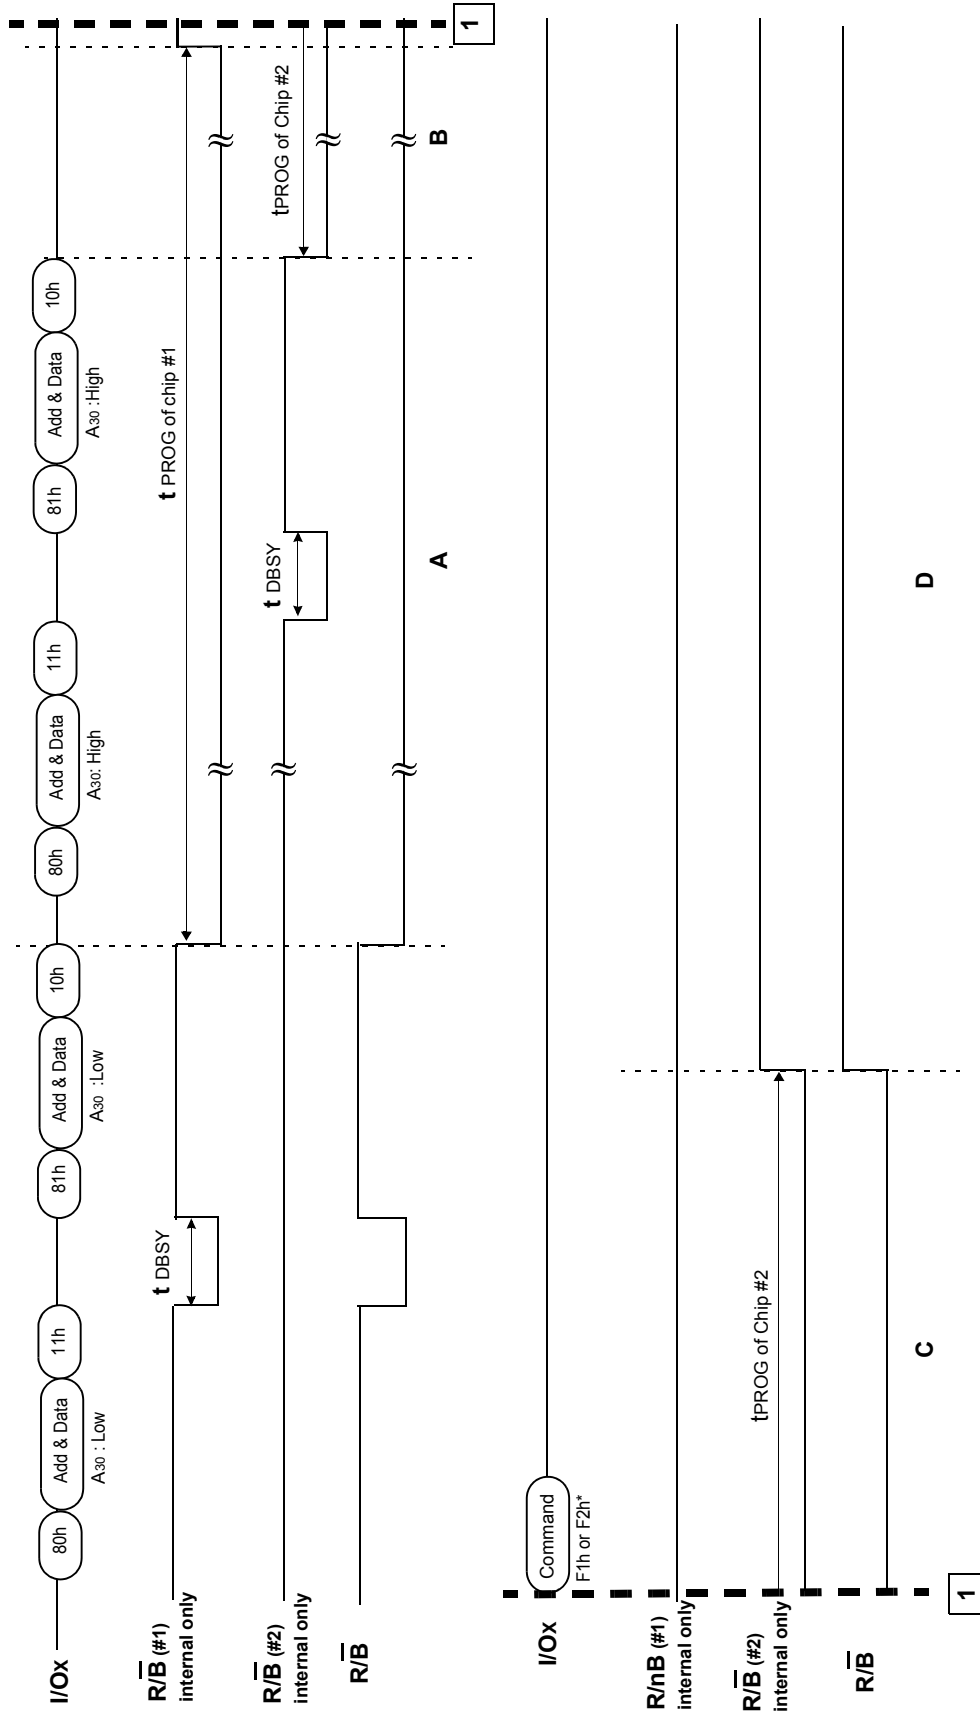 I/Ox
80h
Add & Data
11h
81h
Add & Data
10h
80h
Add & Data
11h
81h
Add & Data
10h
A30 : Low
A30 :Low
A30: High
A30 :High
R/B (#1)
internal only
t DBSY
t PROG of chip #1
R/B (#2)
internal only
t DBSY
tPROG of Chip #2
R/B
A
B
1
I/Ox
Command
F1h or F2h*
R/nB (#1)
internal only
R/B (#2)
internal only
tPROG of Chip #2
R/B
C
D
1